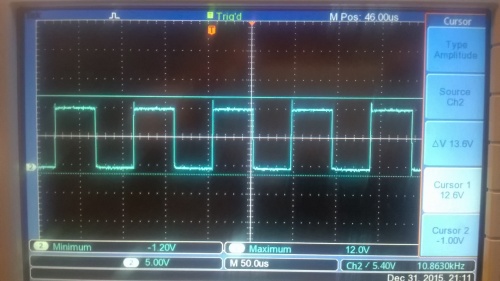 Trig'd
M Pos: 46.00us
Cursor
Type
Amplitude
Source
Ch2
△V 13.6V
Cursor 1
12.6V
Cursor 2
-1.00V
2 Minimum -1.20V
Maximum 12.0V
2 5.00V
M 50.0us
Ch2 / 5.40V 10.8630kHz
Dec 31, 2015, 21:11